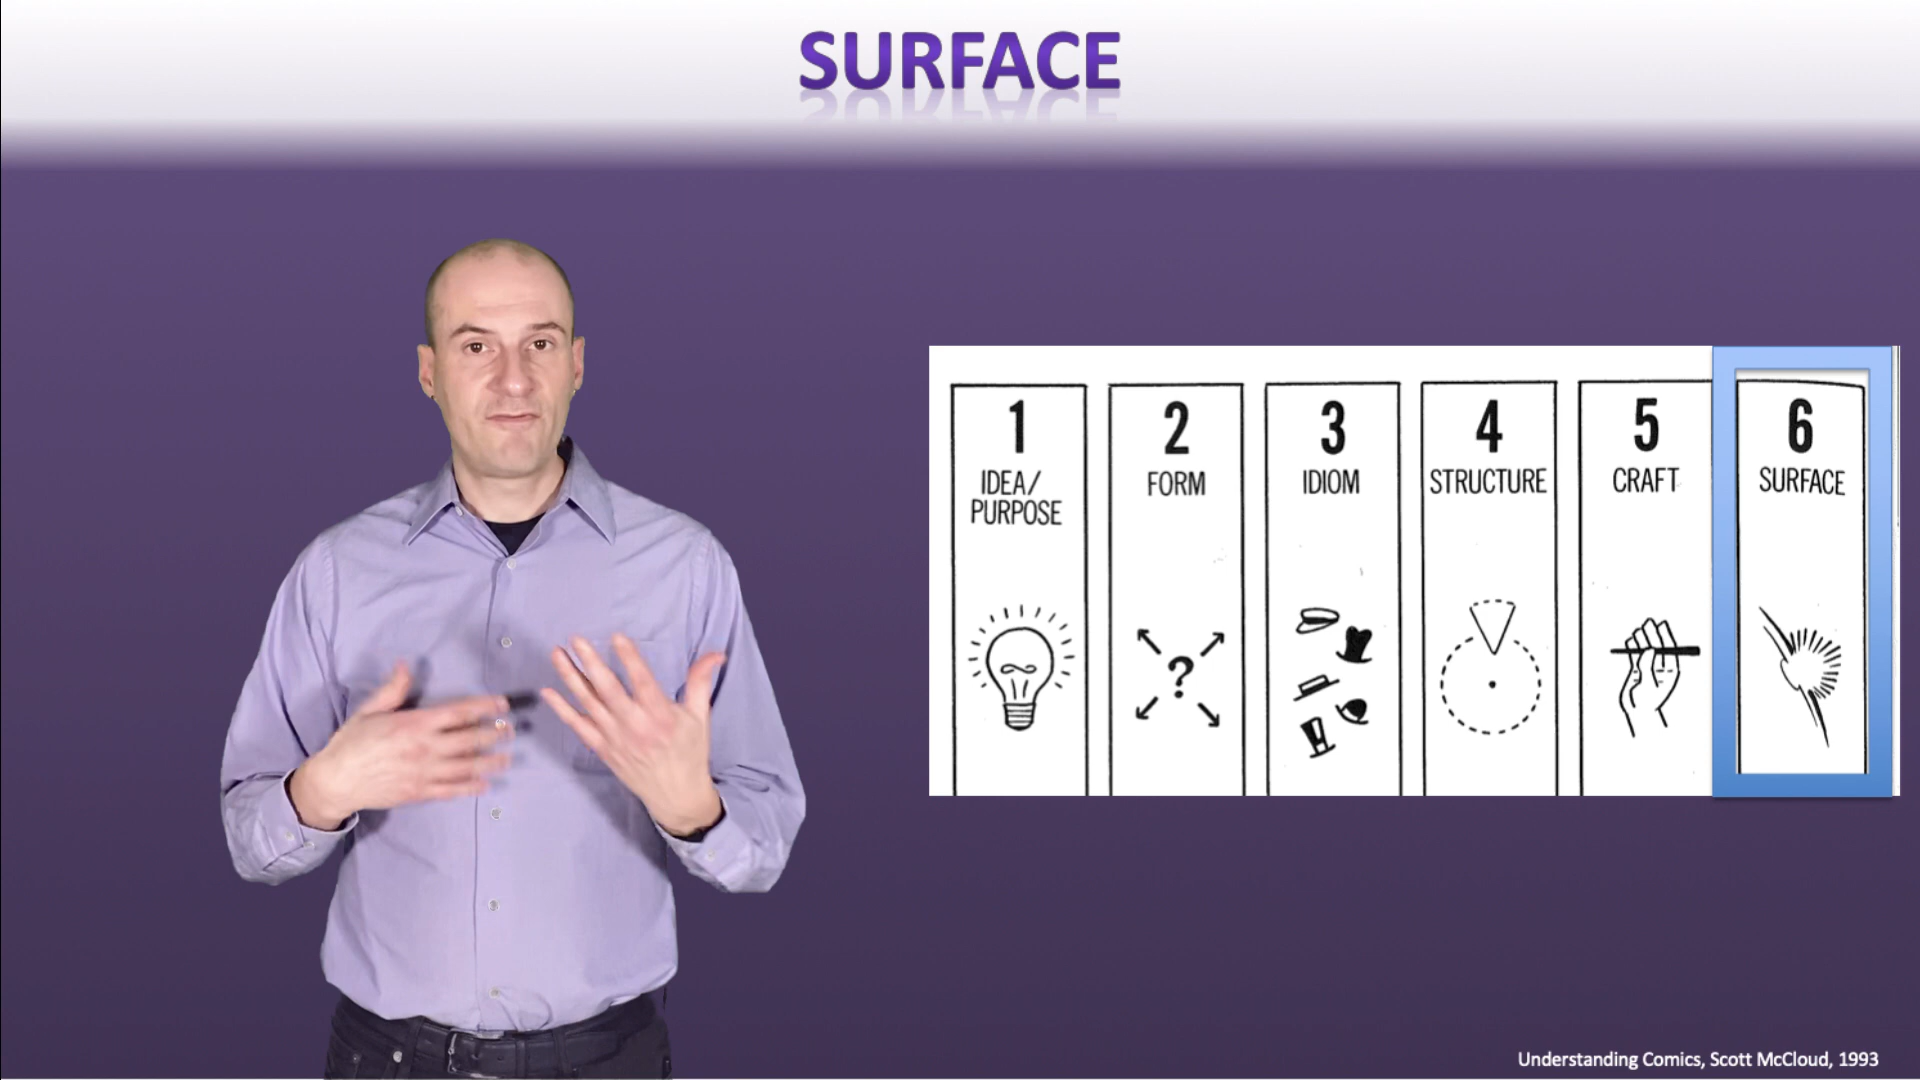 SURFACE
1 2 3 4 5 6
IDEA/ FORM IDIOM STRUCTURE CRAFT SURFACE
PURPOSE
?
Understanding Comics, Scott McCloud, 1993